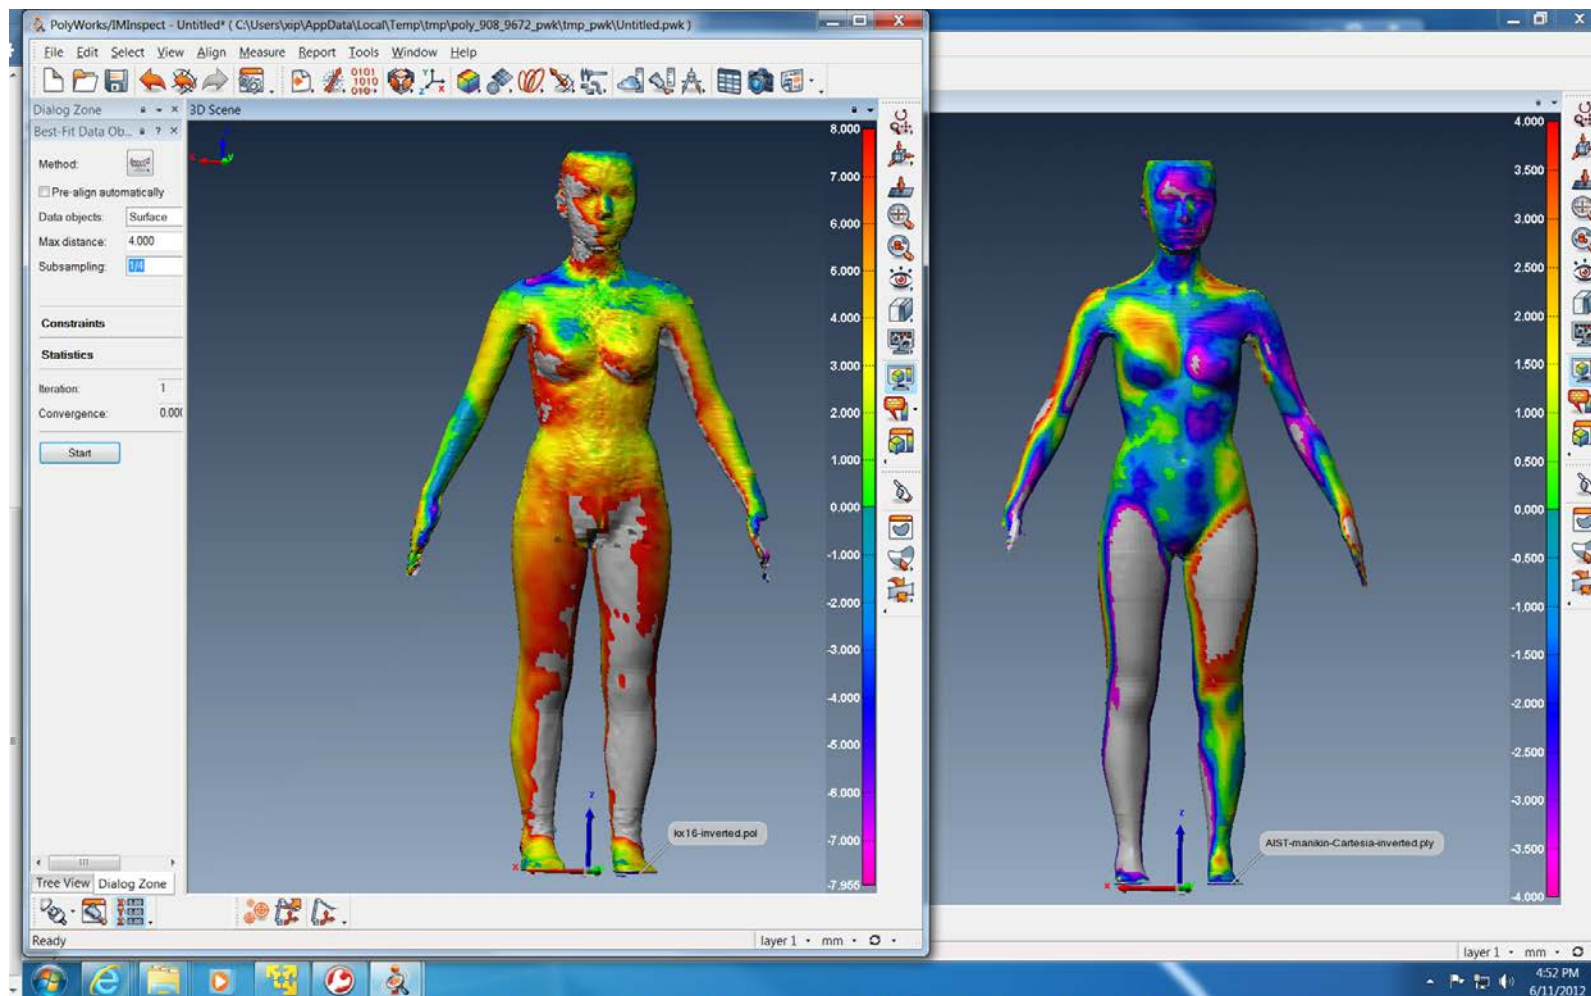 PolyWorks/IMInspect - Untitled* ( C:\Users\xip\AppData\Local\Temp\tmp\poly_908_9672_pwk\tmp_pwk\Untitled.pwk )
File Edit Select View Align Measure Report Tools Window Help
Dialog Zone
3D Scene
Best-Fit Data Ob...
Method:
Pre-align automatically
Data objects: Surface
Max distance: 4.000
Subsampling: 1/4
Constraints
Statistics
Iteration: 1
Convergence: 0.000
Start
Tree View Dialog Zone
8.000
7.000
6.000
5.000
4.000
3.000
2.000
1.000
0.000
-1.000
-2.000
-3.000
-4.000
-5.000
-6.000
-7.000
-7.955
x
y
z
x
kx16-inverted.pol
Ready
layer 1 mm
4.000
3.500
3.000
2.500
2.000
1.500
1.000
0.500
0.000
-0.500
-1.000
-1.500
-2.000
-2.500
-3.000
-3.500
-4.000
z
x
AIST-manikin-Cartesia-inverted.ply
layer 1 mm
4:52 PM
6/11/2012